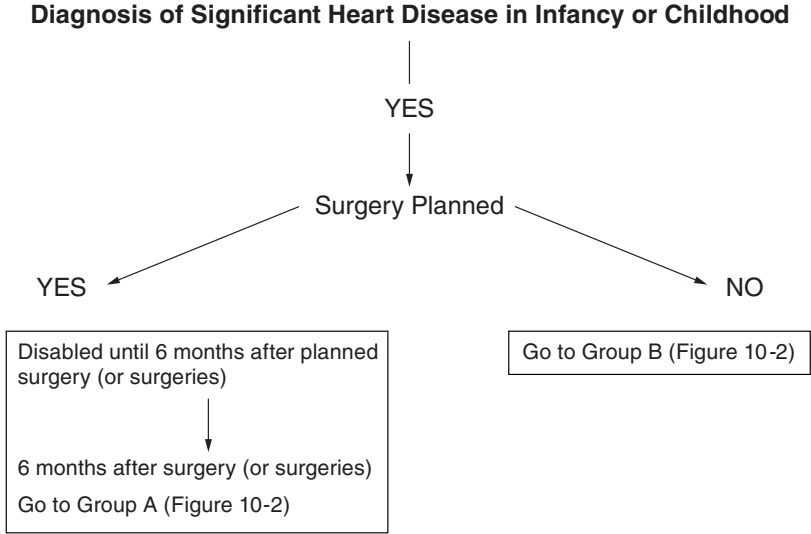 Diagnosis of Significant Heart Disease in Infancy or Childhood
YES
Surgery Planned
YES
NO
Disabled until 6 months after planned
surgery (or surgeries)
6 months after surgery (or surgeries)
Go to Group A (Figure 10-2)
Go to Group B (Figure 10-2)